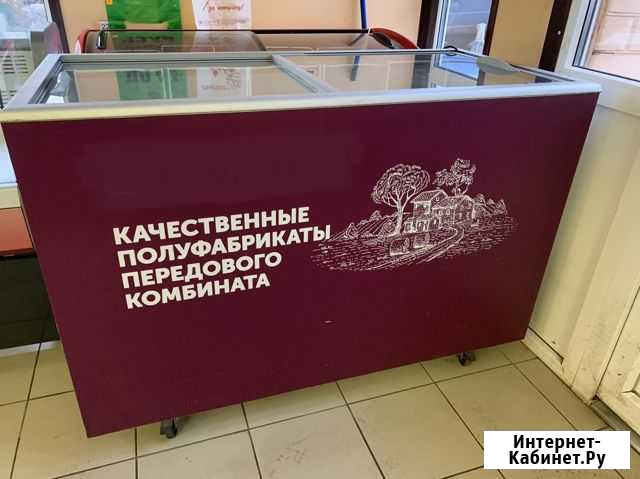 КАЧЕСТВЕННЫЕ
ПОЛУФАБРИКАТЫ
ПЕРЕДОВОГО
КОМБИНАТА
Интернет-
Кабинет.Ру